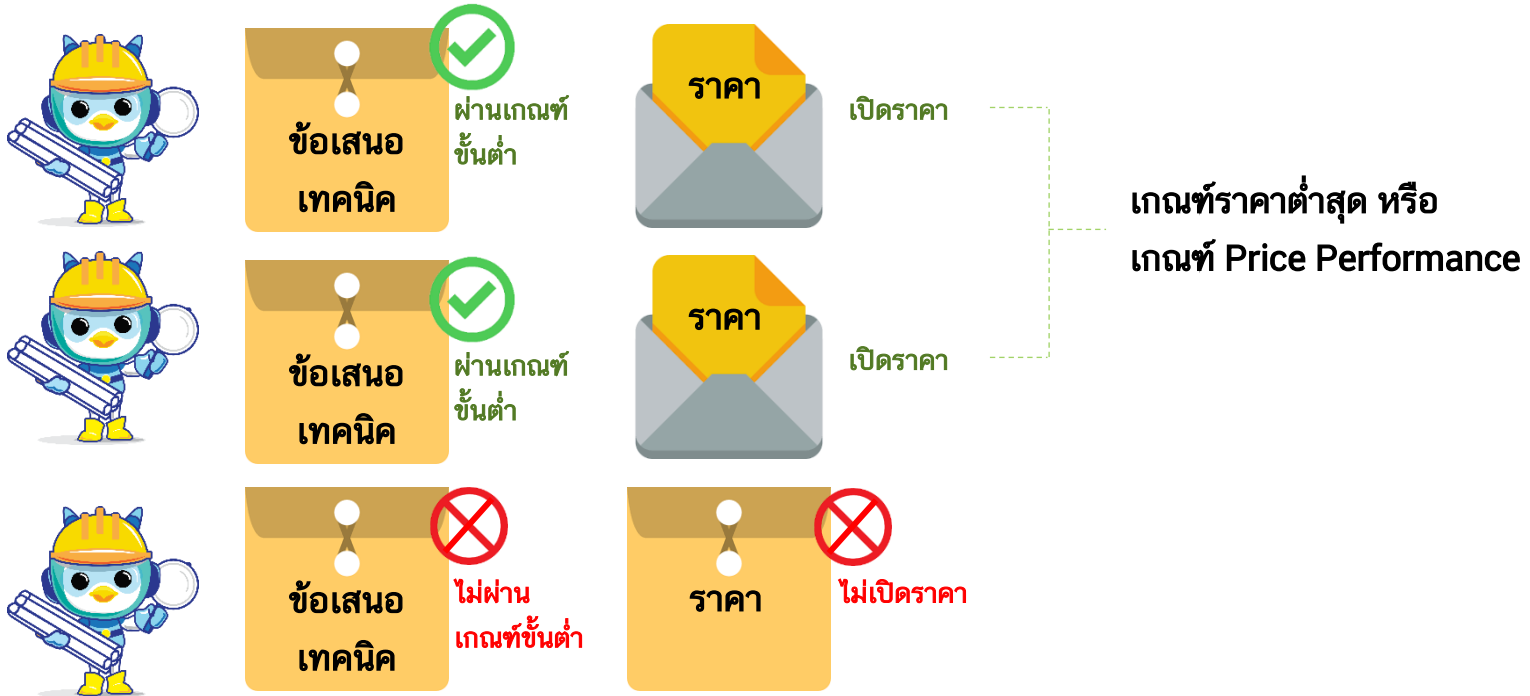 ข้อเสนอ
เทคนิค
ผ่านเกณฑ์
ขั้นต่ำ
ราคา
เปิดราคา
เกณฑ์ราคาต่ำสุด หรือ
เกณฑ์ Price Performance
ข้อเสนอ
เทคนิค
ผ่านเกณฑ์
ขั้นต่ำ
ราคา
เปิดราคา
ข้อเสนอ
เทคนิค
ไม่ผ่าน
เกณฑ์ขั้นต่ำ
ราคา
ไม่เปิดราคา